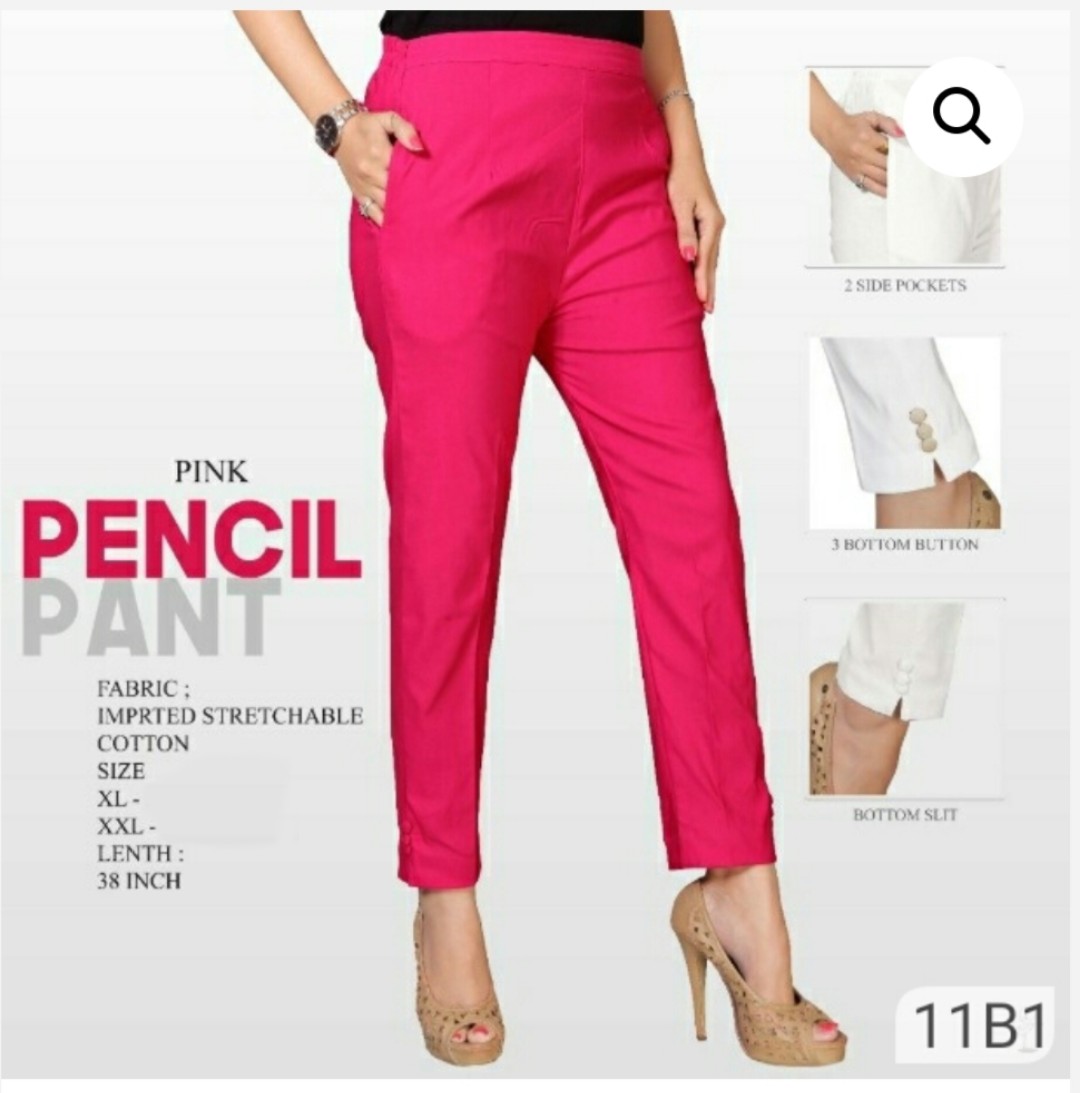 PINK
PENCIL
PANT
FABRIC ;
IMPRTED STRETCHABLE
COTTON
SIZE
XL -
XXL -
LENTH :
38 INCH
2 SIDE POCKETS
3 BOTTOM BUTTON
BOTTOM SLIT
11B1